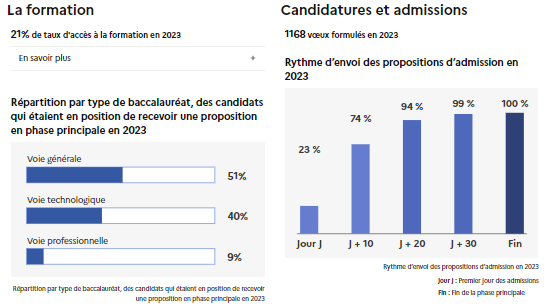 La formation
21% de taux d'accès à la formation en 2023
En savoir plus +
Répartition par type de baccalauréat, des candidats
qui étaient en position de recevoir une proposition
en phase principale en 2023
Voie générale
51%
Voie technologique
40%
Voie professionnelle
9%
Répartition par type de baccalauréat, des candidats qui étaient en position de recevoir
une proposition en phase principale en 2023
Candidatures et admissions
1168 vœux formulés en 2023
Rythme d'envoi des propositions d'admission en
2023
23 % 74 % 94 % 99 % 100 %
Jour J J + 10 J + 20 J + 30 Fin
Rythme d'envoi des propositions d'admission en 2023
Jour J : Premier jour des admissions
Fin : Fin de la phase principale